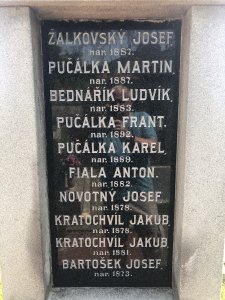 ŽALKOVSKÝ JOSEF
nar. 1887.
PUČÁLKA MARTIN,
nar. 1887.
BEDNÁŘÍK LUDVÍK,
nar. 1883.
PUČÁLKA FRANT.
nar. 1892.
PUČÁLKA KAREL,
nar. 1889.
FIALA ANTON.
nar. 1882.
NOVOTNÝ JOSEF
nar. 1878.
KRATOCHVÍL JAKUB
nar. 1878.
KRATOCHVÍL JAKUB
nar. 1881.
BARTOŠEK JOSEF
nar. 1873.